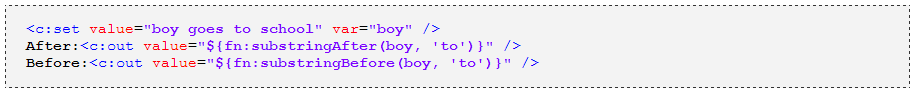 <c:set value="boy goes to school" var="boy" />
After:<c:out value="${fn:substringAfter(boy, 'to')}" />
Before:<c:out value="${fn:substringBefore(boy, 'to')}" />